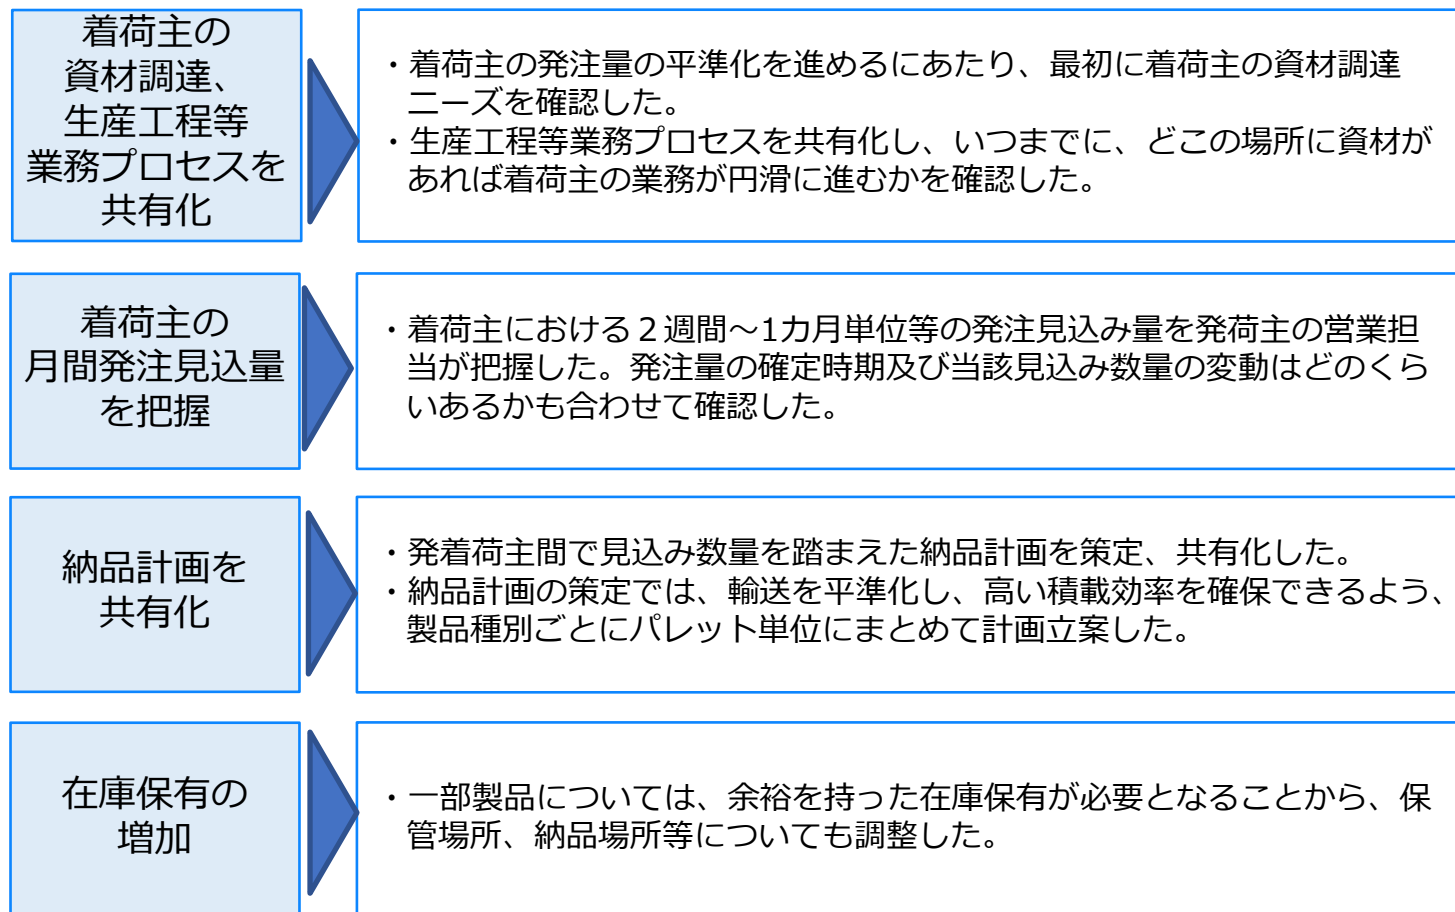 着荷主の
資材調達、
生産工程等
業務プロセスを
共有化
・着荷主の発注量の平準化を進めるにあたり、最初に着荷主の資材調達
ニーズを確認した。
・生産工程等業務プロセスを共有化し、いつまでに、どこの場所に資材が
あれば着荷主の業務が円滑に進むかを確認した。
着荷主の
月間発注見込量
を把握
・着荷主における２週間～1カ月単位等の発注見込み量を発荷主の営業担
当が把握した。発注量の確定時期及び当該見込み数量の変動はどのくら
いあるかも合わせて確認した。
納品計画を
共有化
・発着荷主間で見込み数量を踏まえた納品計画を策定、共有化した。
・納品計画の策定では、輸送を平準化し、高い積載効率を確保できるよう、
製品種別ごとにパレット単位にまとめて計画立案した。
在庫保有の
増加
・一部製品については、余裕を持った在庫保有が必要となることから、保
管場所、納品場所等についても調整した。